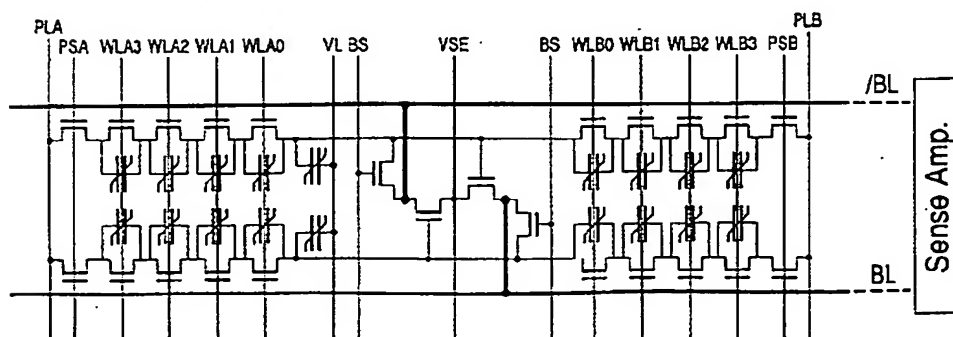 PLA PLB
PSA WLA3 WLA2 WLA1 WLA0 VL BS VSE BS WLB0 WLB1 WLB2 WLB3 PSB
/BL
BL
Sense Amp.